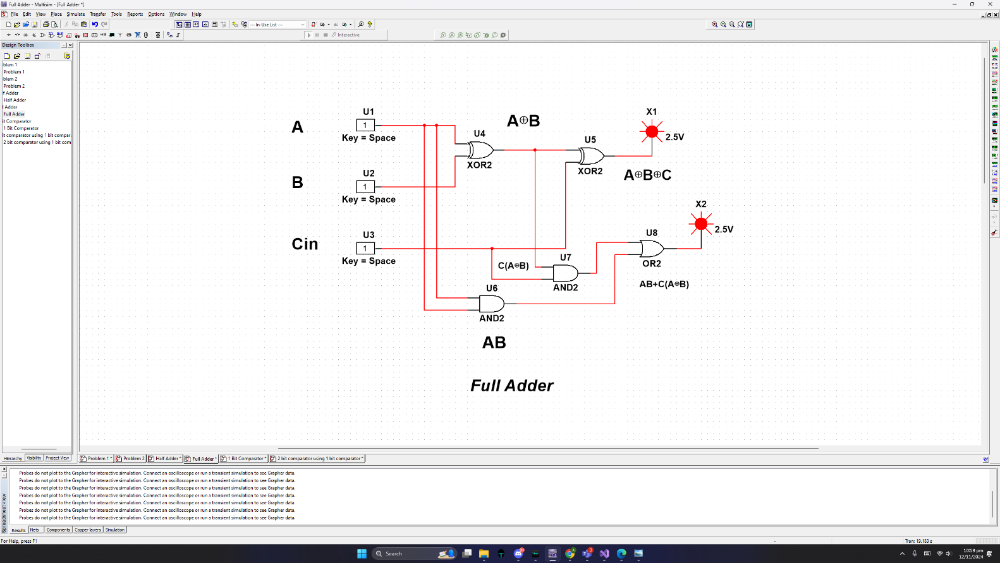 Full Adder - Multisim - [Full Adder *]
File Edit View Place Simulate Transfer Tools Reports Options Window Help
--- In-Use List ---
Interactive
Design Toolbox
blem 1
Problem 1
blem 2
Problem 2
f Adder
Half Adder
l Adder
Full Adder
it Comparator
1 Bit Comparator
it comparator using 1 bit compar
2 bit comparator using 1 bit com
Hierarchy Visibility Project View
A
U1
1
Key = Space
B
U2
1
Key = Space
Cin
U3
1
Key = Space
A⊕B
U4
XOR2
U5
XOR2
X1
2.5V
A⊕B⊕C
X2
2.5V
U8
OR2
AB+C(A⊕B)
U7
C(A⊕B)
AND2
U6
AND2
AB
Full Adder
Problem 1 * Problem 2 Half Adder * Full Adder * 1 Bit Comparator * 2 bit comparator using 1 bit comparator *
Spreadsheet View
Probes do not plot to the Grapher for interactive simulation. Connect an oscilloscope or run a transient simulation to see Grapher data.
Probes do not plot to the Grapher for interactive simulation. Connect an oscilloscope or run a transient simulation to see Grapher data.
Probes do not plot to the Grapher for interactive simulation. Connect an oscilloscope or run a transient simulation to see Grapher data.
Probes do not plot to the Grapher for interactive simulation. Connect an oscilloscope or run a transient simulation to see Grapher data.
Probes do not plot to the Grapher for interactive simulation. Connect an oscilloscope or run a transient simulation to see Grapher data.
Probes do not plot to the Grapher for interactive simulation. Connect an oscilloscope or run a transient simulation to see Grapher data.
Probes do not plot to the Grapher for interactive simulation. Connect an oscilloscope or run a transient simulation to see Grapher data.
Results Nets Components Copper layers Simulation
For Help, press F1
- Tran: 19.183 s
Search
10:59 pm
12/11/2024